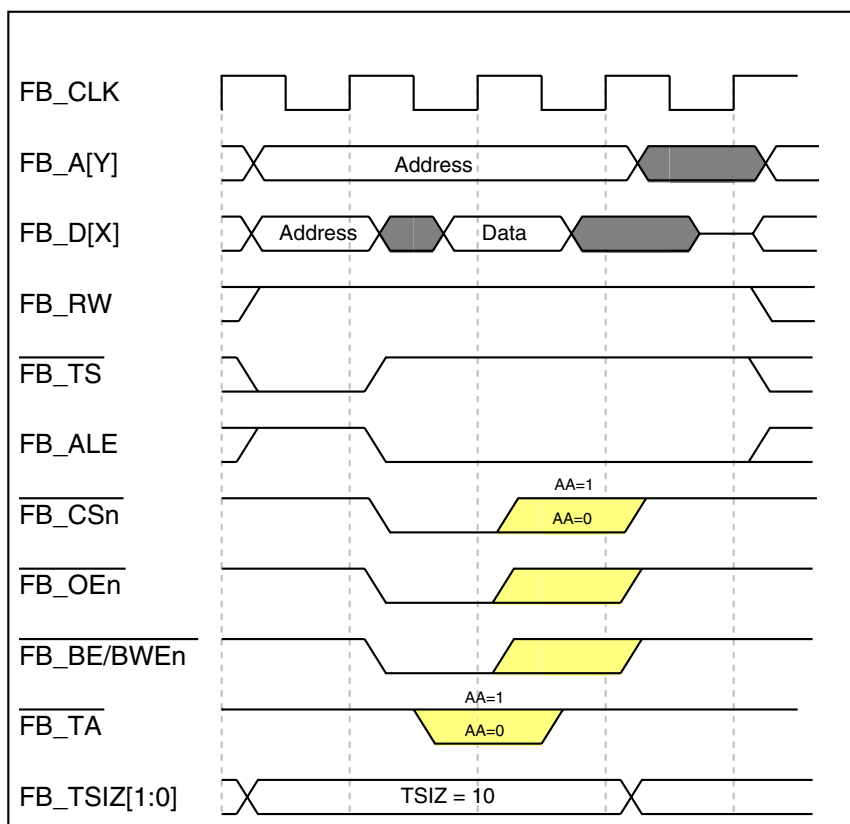 FB_CLK
FB_A[Y]
Address
FB_D[X]
Address
Data
FB_RW
FB_TS
FB_ALE
AA=1
FB_CSn
AA=0
FB_OEn
FB_BE/BWEn
AA=1
FB_TA
AA=0
FB_TSIZ[1:0]
TSIZ = 10